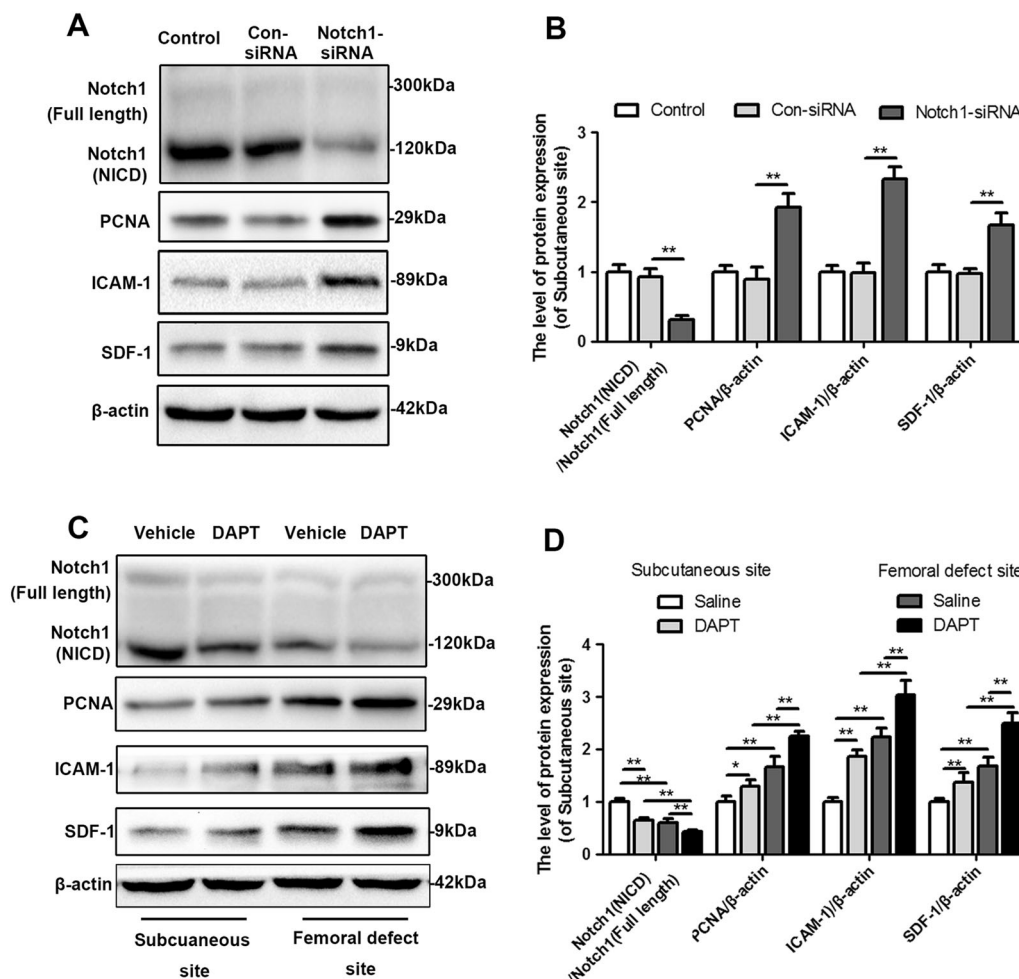 A
Control
Con-
siRNA
Notch1-
siRNA
Notch1
(Full length)
-300kDa
Notch1
(NICD)
-120kDa
PCNA
-29kDa
ICAM-1
-89kDa
SDF-1
-9kDa
β-actin
-42kDa
B
Control
Con-siRNA
Notch1-siRNA
The level of protein expression
(of Subcutaneous site)
3
2
1
0
**
**
**
**
Notch1(NICD)
/Notch1(Full length)
PCNA/β-actin
ICAM-1)/β-actin
SDF-1/β-actin
C
Vehicle DAPT Vehicle DAPT
Notch1
(Full length)
-300kDa
Notch1
(NICD)
-120kDa
PCNA
-29kDa
ICAM-1
-89kDa
SDF-1
-9kDa
β-actin
-42kDa
Subcuaneous
site
Femoral defect
site
D
Subcutaneous site
Saline
DAPT
Femoral defect site
Saline
DAPT
The level of protein expression
(of Subcutaneous site)
4
3
2
1
0
**
**
**
**
*
**
**
**
**
**
**
**
**
**
**
**
Notch1(NICD)
/Notch1(Full length)
PCNA/β-actin
ICAM-1)/β-actin
SDF-1/β-actin